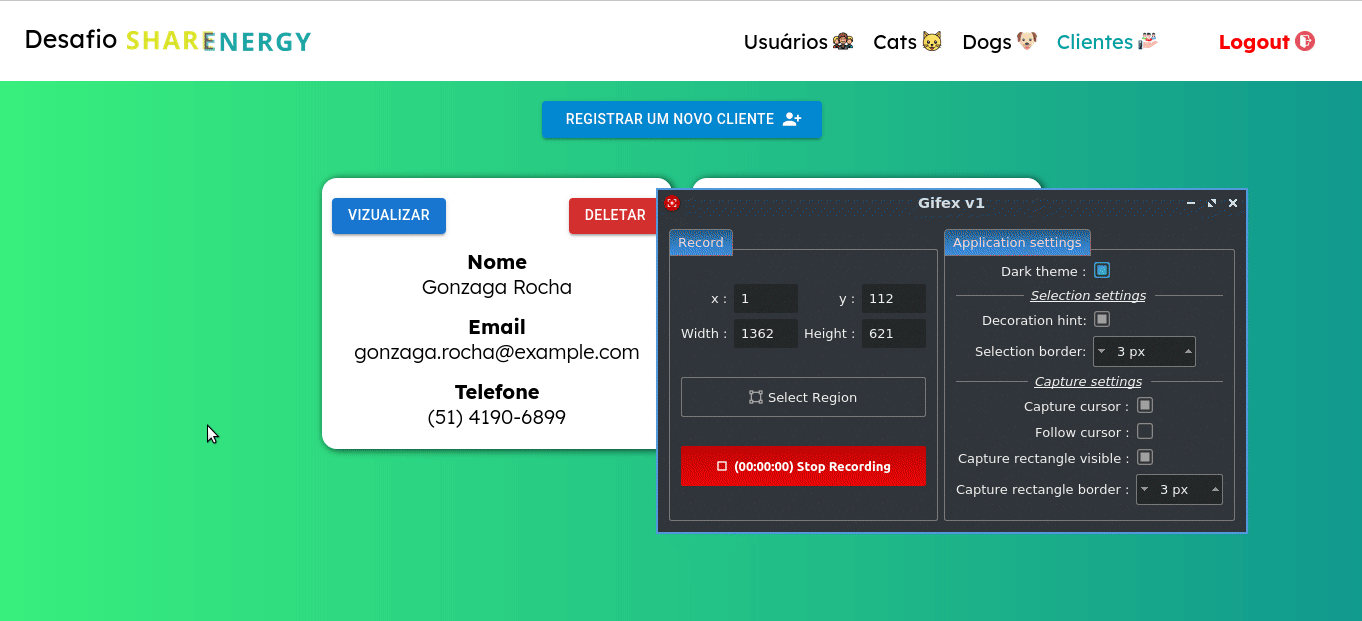 Desafio SHARENERGY
Usuários Cats Dogs Clientes Logout
REGISTRAR UM NOVO CLIENTE
VIZUALIZAR DELETAR
Nome
Gonzaga Rocha
Email
gonzaga.rocha@example.com
Telefone
(51) 4190-6899
Gifex v1
Record
x : 1 y : 112
Width : 1362 Height : 621
Select Region
(00:00:00) Stop Recording
Application settings
Dark theme :
Selection settings
Decoration hint:
Selection border: 3 px
Capture settings
Capture cursor :
Follow cursor :
Capture rectangle visible :
Capture rectangle border : 3 px